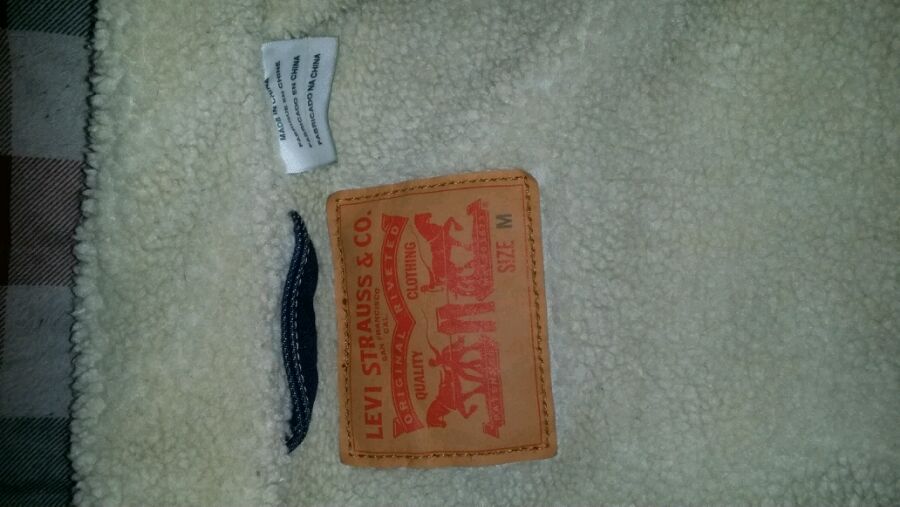 MADE IN CHINA
FABRIQUE EN CHINE
FABRICADO EN CHINA
FABRICADO NA CHINA
LEVI STRAUSS & CO.
SAN FRANCISCO
CAL
ORIGINAL RIVETED
QUALITY CLOTHING
SIZE M